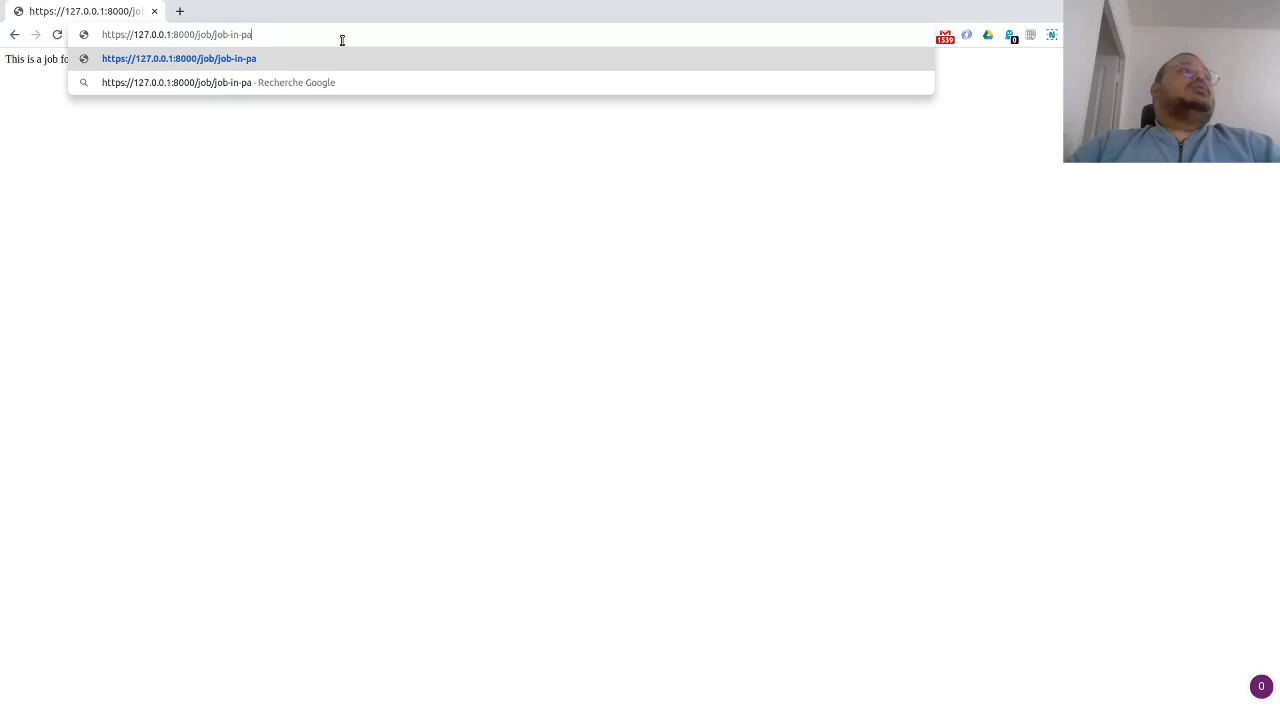 https://127.0.0.1:8000/jo
https://127.0.0.1:8000/job/job-in-pa
1539
0
This is a job fo
https://127.0.0.1:8000/job/job-in-pa
https://127.0.0.1:8000/job/job-in-pa - Recherche Google
0